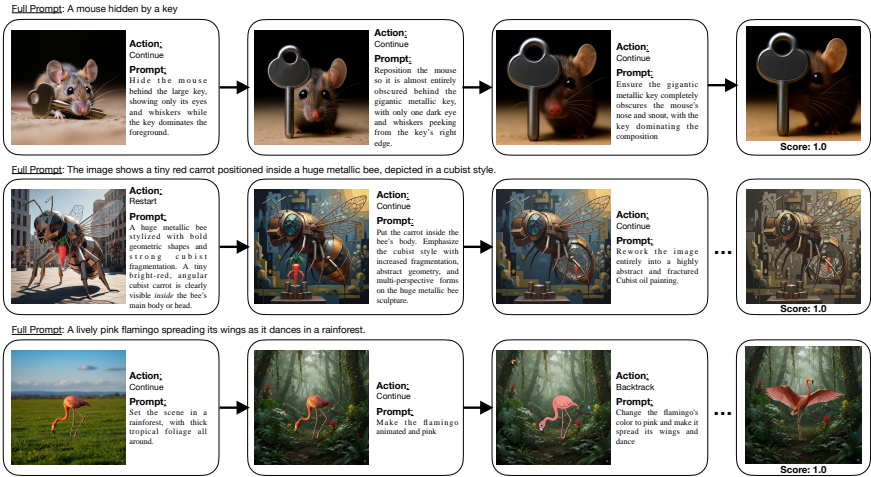 Full Prompt: A mouse hidden by a key
Action:
Continue
Prompt:
Hide the mouse
behind the large key,
showing only its eyes
and whiskers while
the key dominates the
foreground.
Action:
Continue
Prompt:
Reposition the mouse
so it is almost entirely
obscured behind the
gigantic metallic key,
with only one dark eye
and whiskers peeking
from the key's right
edge.
Action:
Continue
Prompt:
Ensure the gigantic
metallic key completely
obscures the mouse's
nose and snout, with the
key dominating the
composition
Score: 1.0
Full Prompt: The image shows a tiny red carrot positioned inside a huge metallic bee, depicted in a cubist style.
Action:
Restart
Prompt:
A huge metallic bee
stylized with bold
geometric shapes and
strong cubist
fragmentation. A tiny
bright-red, angular
cubist carrot is clearly
visible inside the bee's
main body or head.
Action:
Continue
Prompt:
Put the carrot inside the
bee's body. Emphasize
the cubist style with
increased fragmentation,
abstract geometry, and
multi-perspective forms
on the huge metallic bee
sculpture.
Action:
Continue
Prompt:
Rework the image
entirely into a highly
abstract and fractured
Cubist oil painting.
...
Score: 1.0
Full Prompt: A lively pink flamingo spreading its wings as it dances in a rainforest.
Action:
Continue
Prompt:
Set the scene in a
rainforest, with thick
tropical foliage all
around.
Action:
Continue
Prompt:
Make the flamingo
animated and pink
Action:
Backtrack
Prompt:
Change the flamingo's
color to pink and make it
spread its wings and
dance
...
Score: 1.0